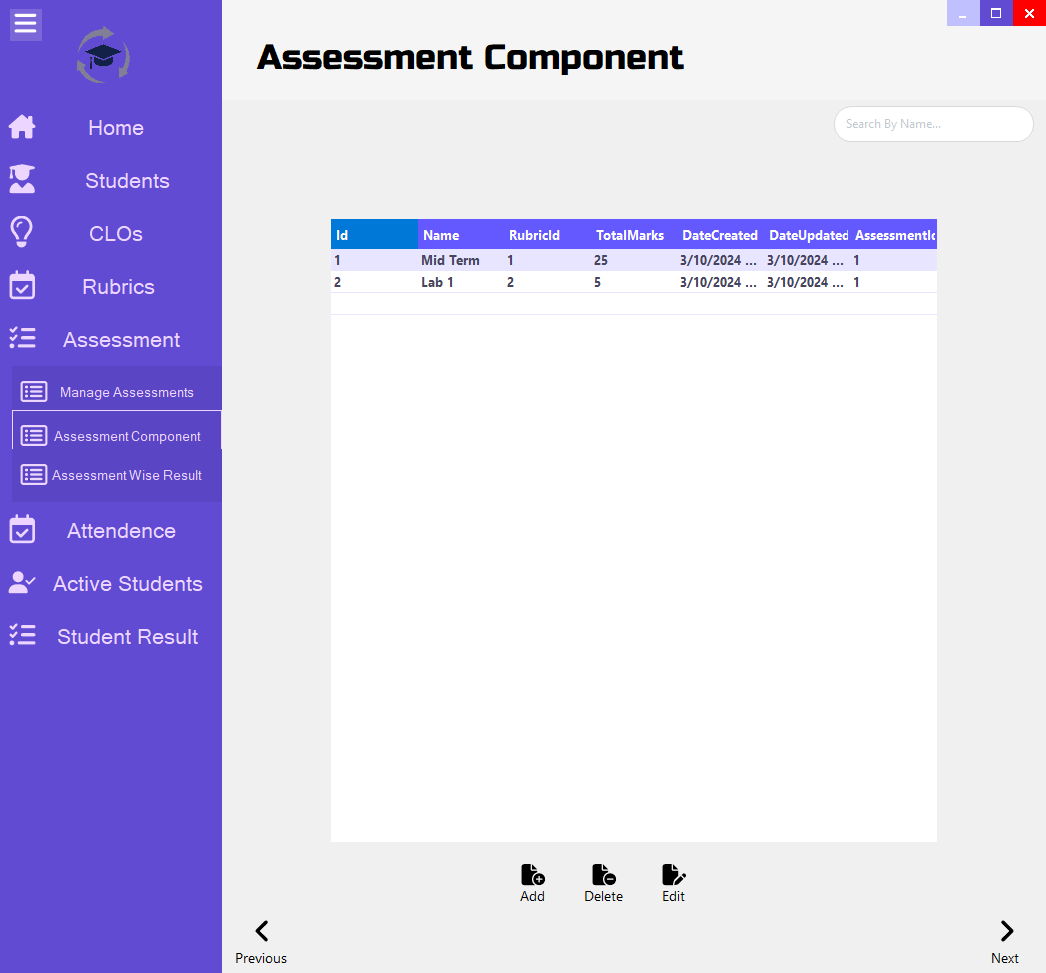 Assessment Component
Search By Name...
Home
Students
CLOs
Rubrics
Assessment
Manage Assessments
Assessment Component
Assessment Wise Result
Attendence
Active Students
Student Result
Id Name RubricId TotalMarks DateCreated DateUpdated AssessmentId
1 Mid Term 1 25 3/10/2024 ... 3/10/2024 ... 1
2 Lab 1 2 5 3/10/2024 ... 3/10/2024 ... 1
Add Delete Edit
Previous Next